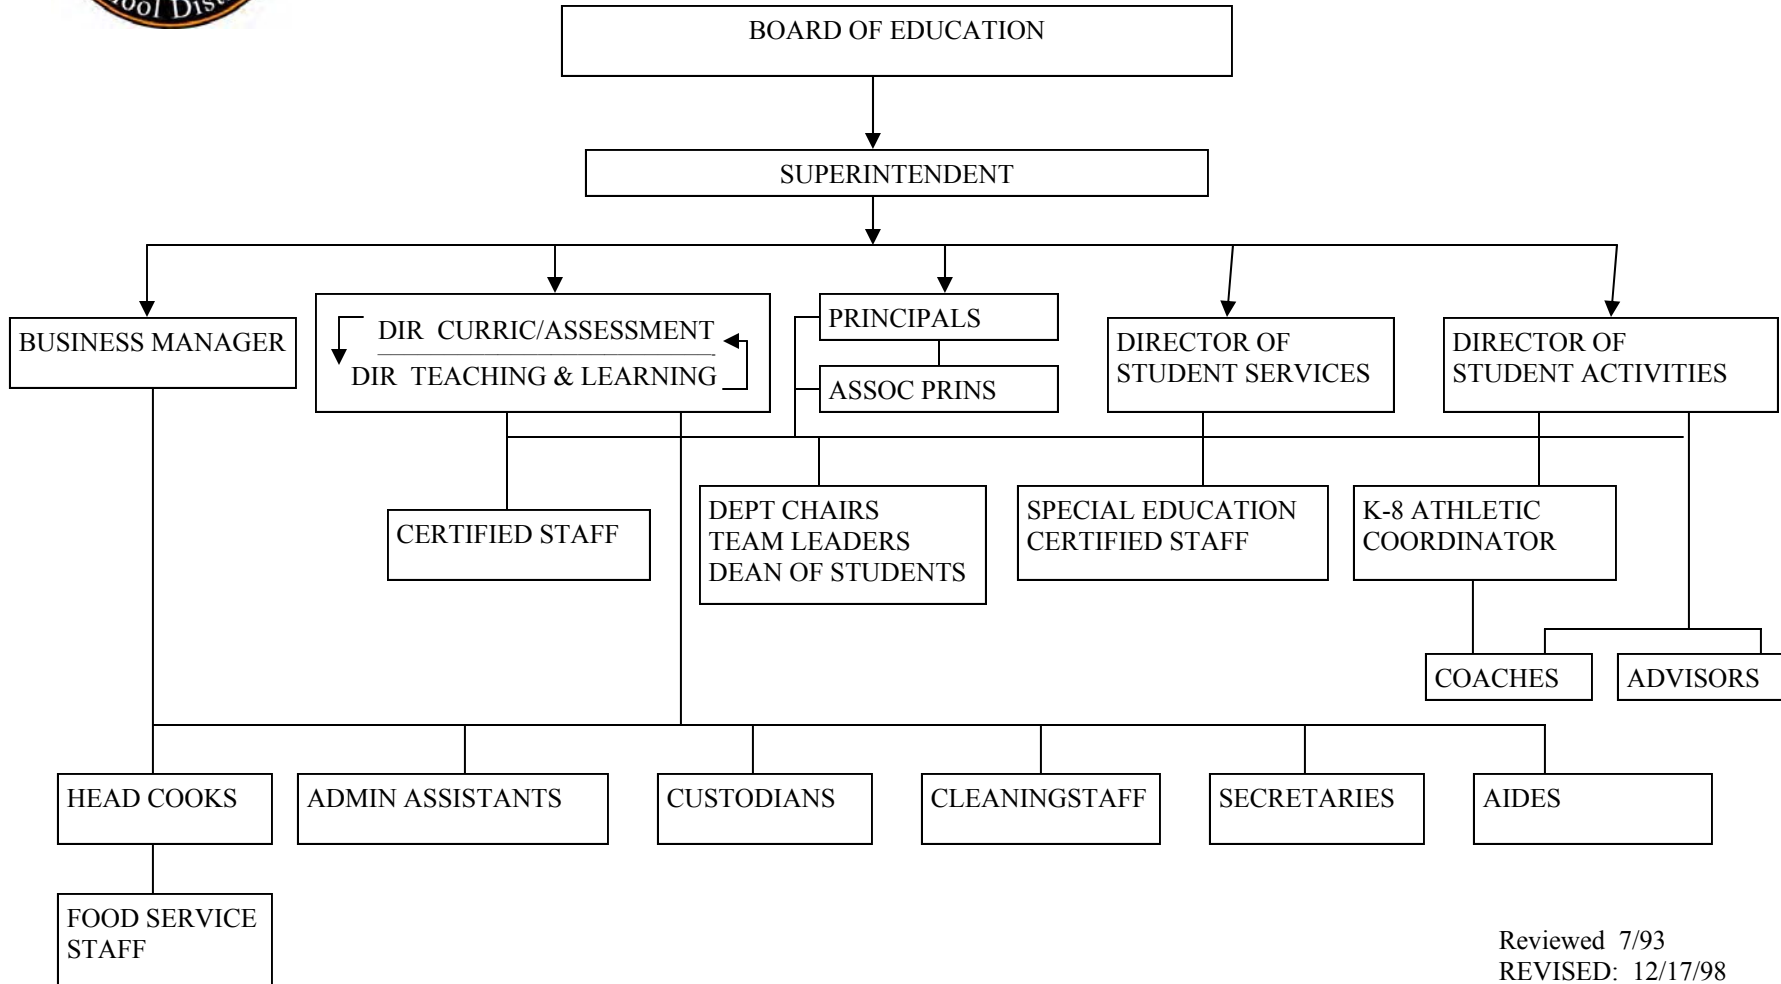 School Dist
BOARD OF EDUCATION
SUPERINTENDENT
BUSINESS MANAGER
DIR CURRIC/ASSESSMENT
DIR TEACHING & LEARNING
PRINCIPALS
ASSOC PRINS
DIRECTOR OF
STUDENT SERVICES
DIRECTOR OF
STUDENT ACTIVITIES
CERTIFIED STAFF
DEPT CHAIRS
TEAM LEADERS
DEAN OF STUDENTS
SPECIAL EDUCATION
CERTIFIED STAFF
K-8 ATHLETIC
COORDINATOR
COACHES
ADVISORS
HEAD COOKS
ADMIN ASSISTANTS
CUSTODIANS
CLEANINGSTAFF
SECRETARIES
AIDES
FOOD SERVICE
STAFF
Reviewed 7/93
REVISED: 12/17/98